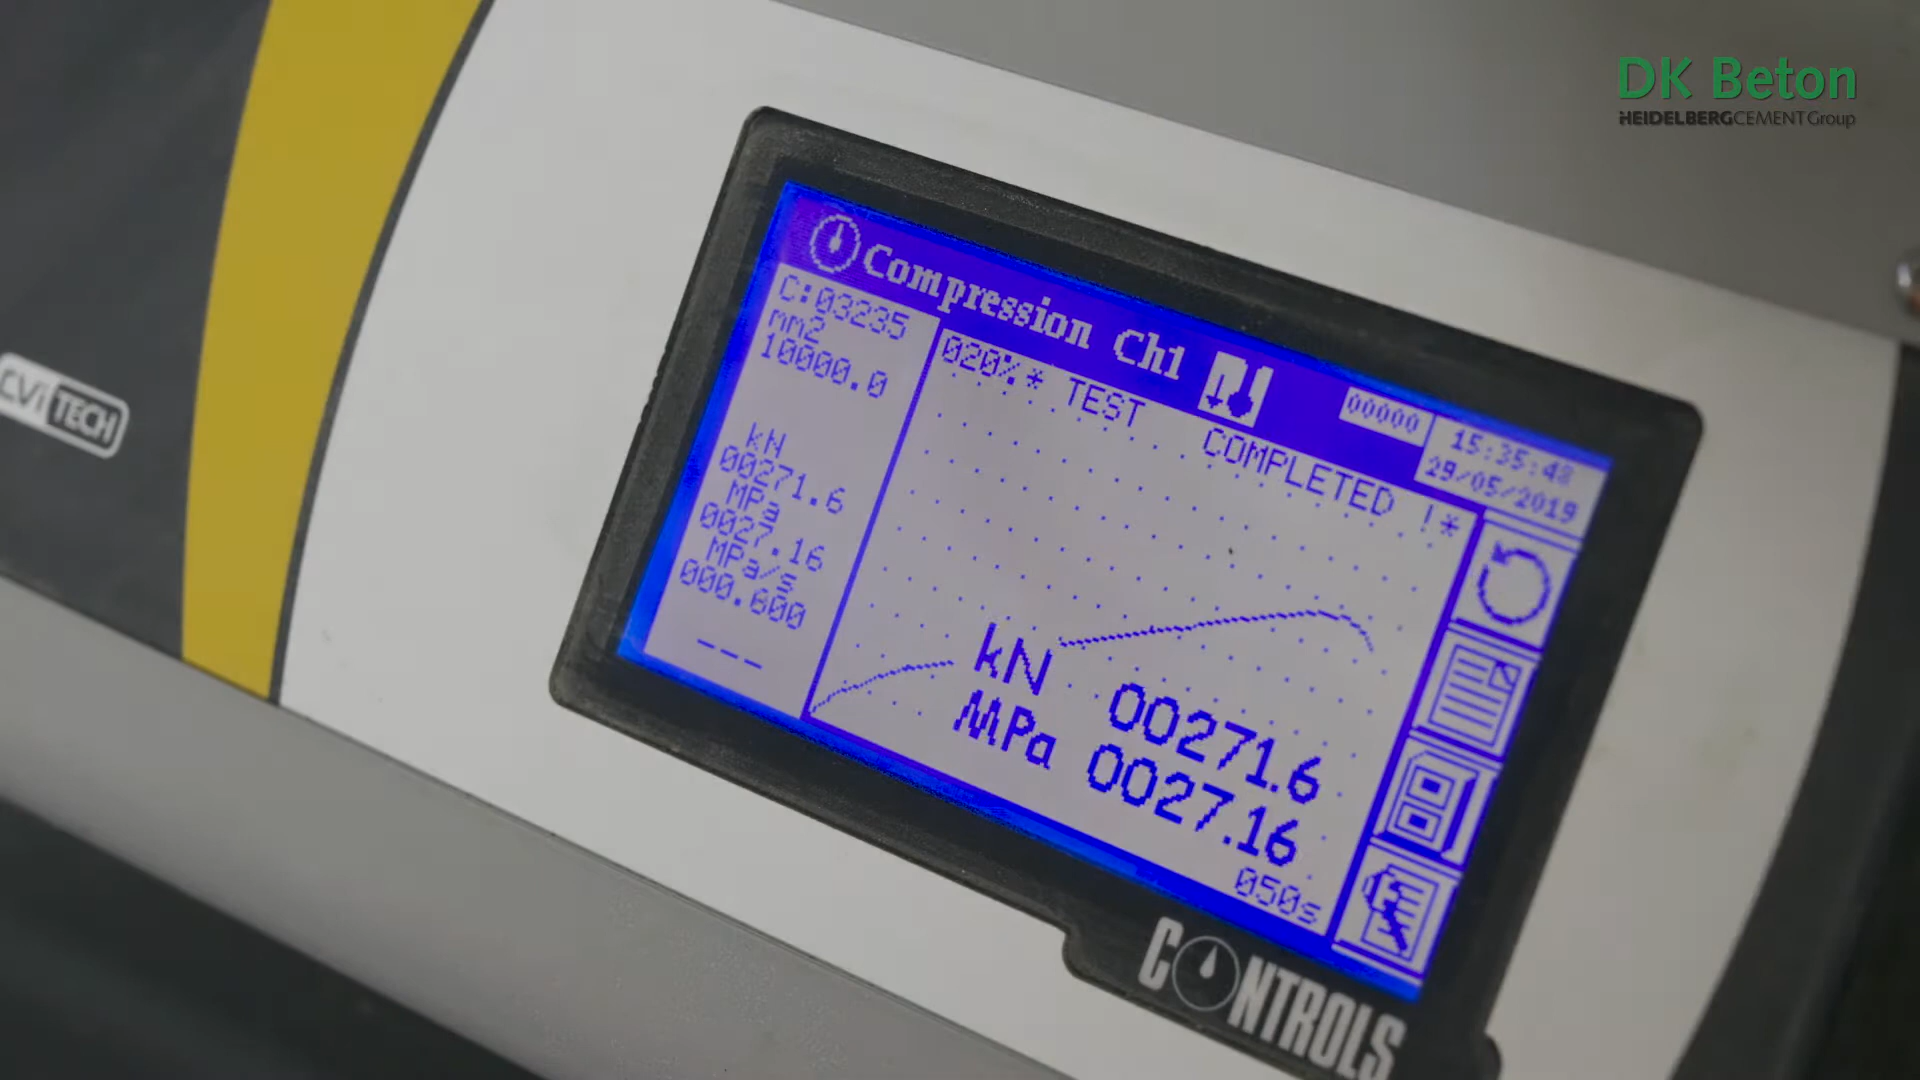 DK Beton
HEIDELBERGCEMENT Group
Compression Ch1
00000
15:35:48
29/05/2019
C:03235
mm2
10000.0
kN
00271.6
MPa
0027.16
MPa/s
000.600
---
020%* TEST COMPLETED !*
kN 00271.6
MPa 0027.16
050s
TECH
CONTROLS